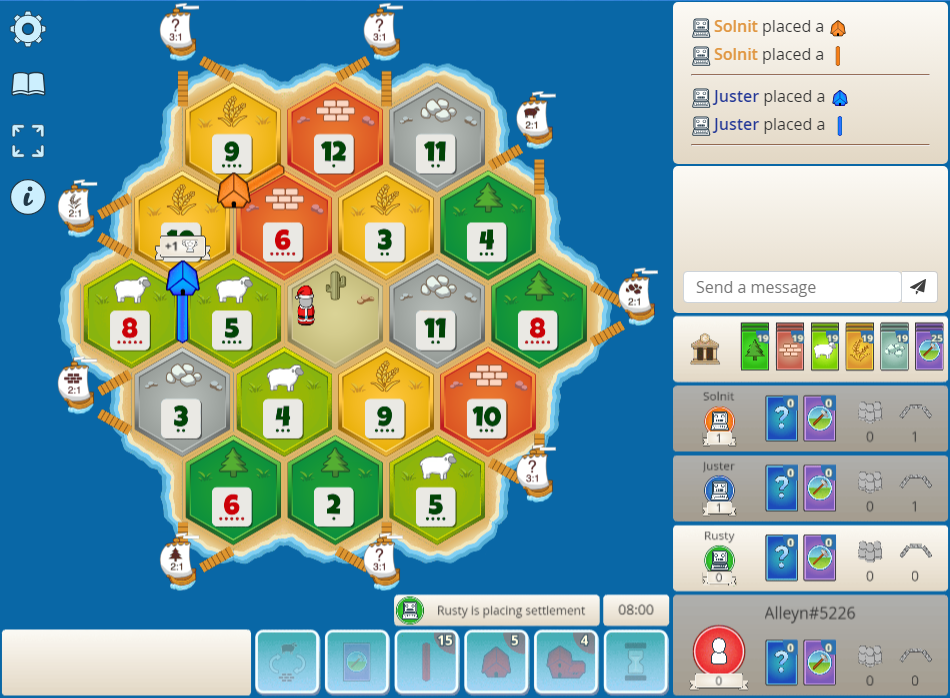 ?
3:1
?
3:1
9
12
11
2:1
2:1
6
3
4
+1
8
5
11
8
2:1
2:1
3
4
9
10
6
2
5
?
3:1
2:1
?
3:1
i
Solnit placed a
Solnit placed a
Juster placed a
Juster placed a
Send a message
19 19 19 19 19 25
Solnit
1
? 0 0
0 1
Juster
1
? 0 0
0 1
Rusty
0
? 0 0
0 0
Alleyn#5226
0
? 0 0
0 0
Rusty is placing settlement
08:00
15 5 4